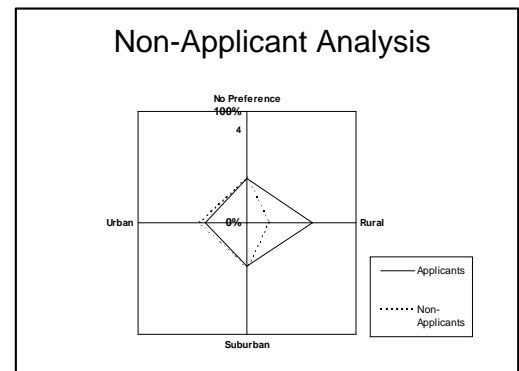 Non-Applicant Analysis
No Preference
100%
4
Urban
0%
Rural
Suburban
Applicants
Non-
Applicants